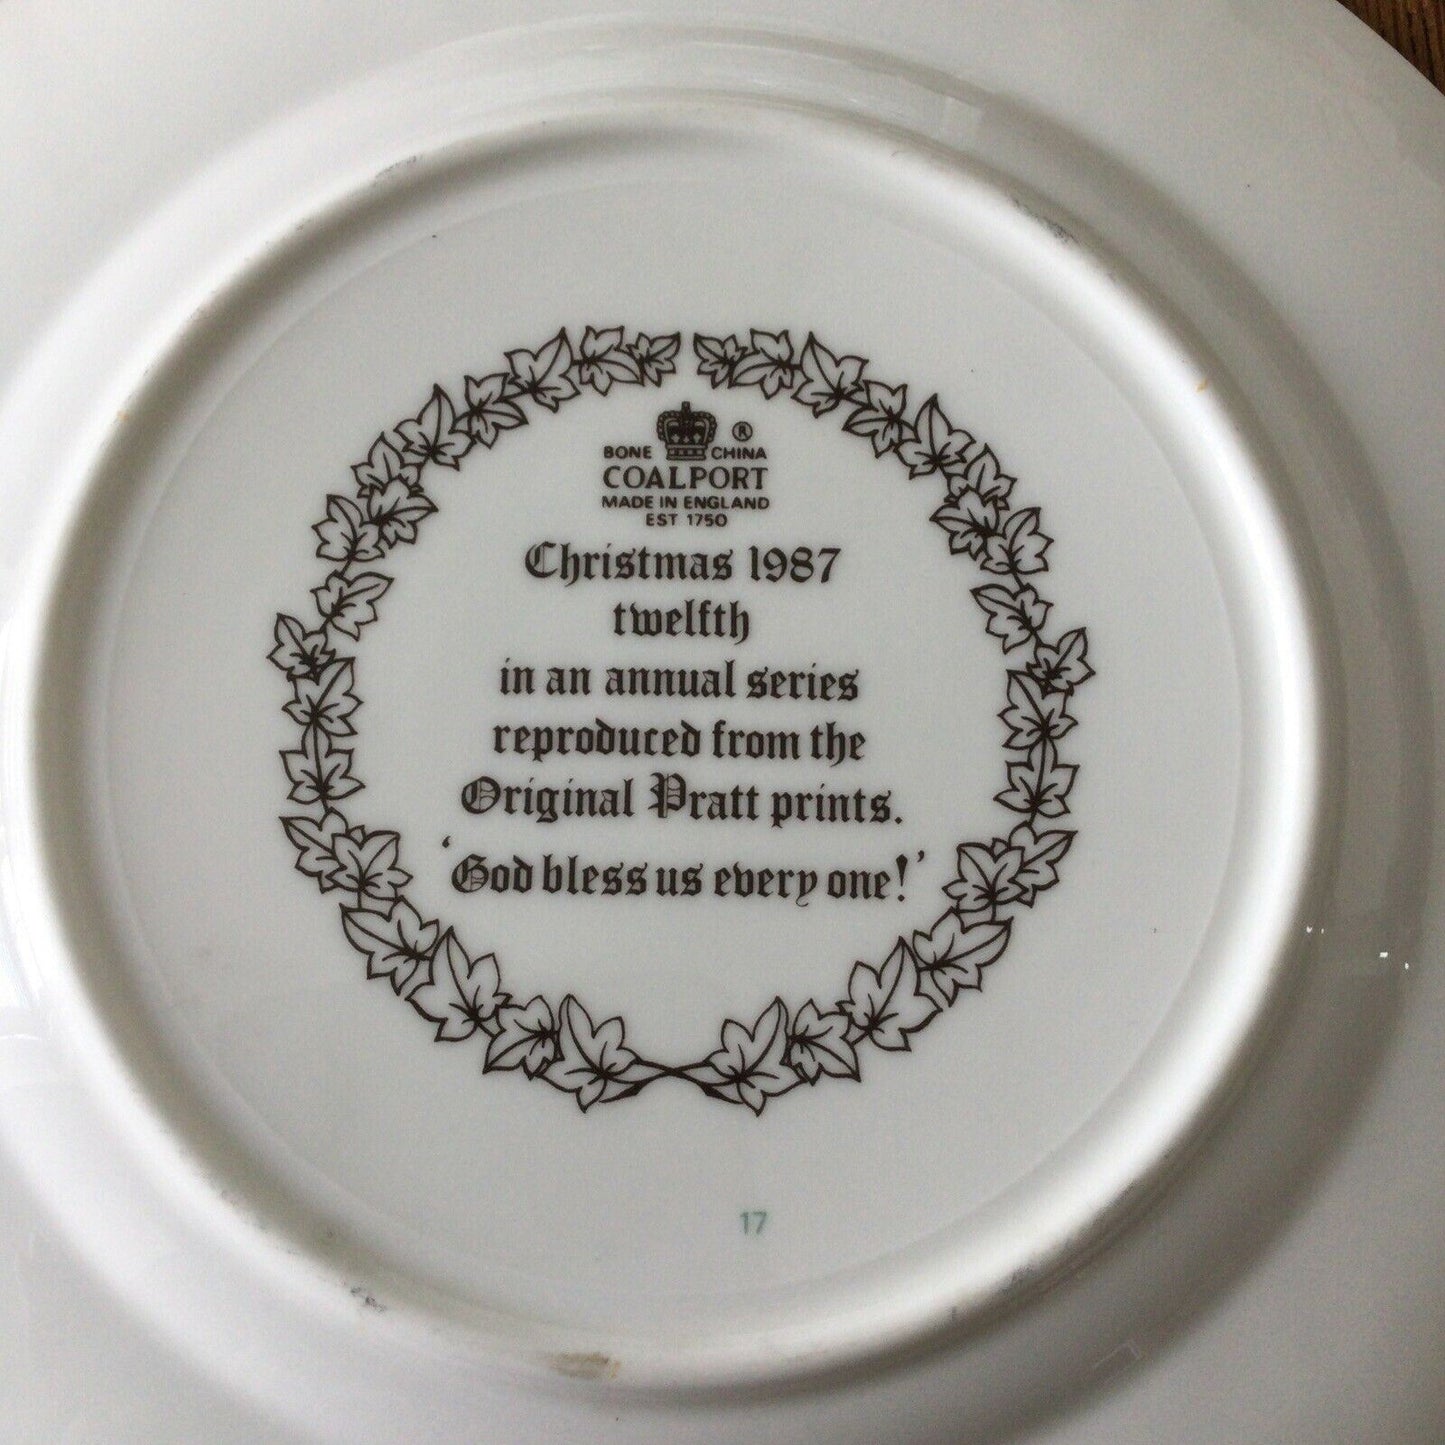 ®
BONE CHINA
COALPORT
MADE IN ENGLAND
EST 1750
Christmas 1987
twelfth
in an annual series
reproduced from the
Original Pratt prints.
‘God bless us every one!’
17